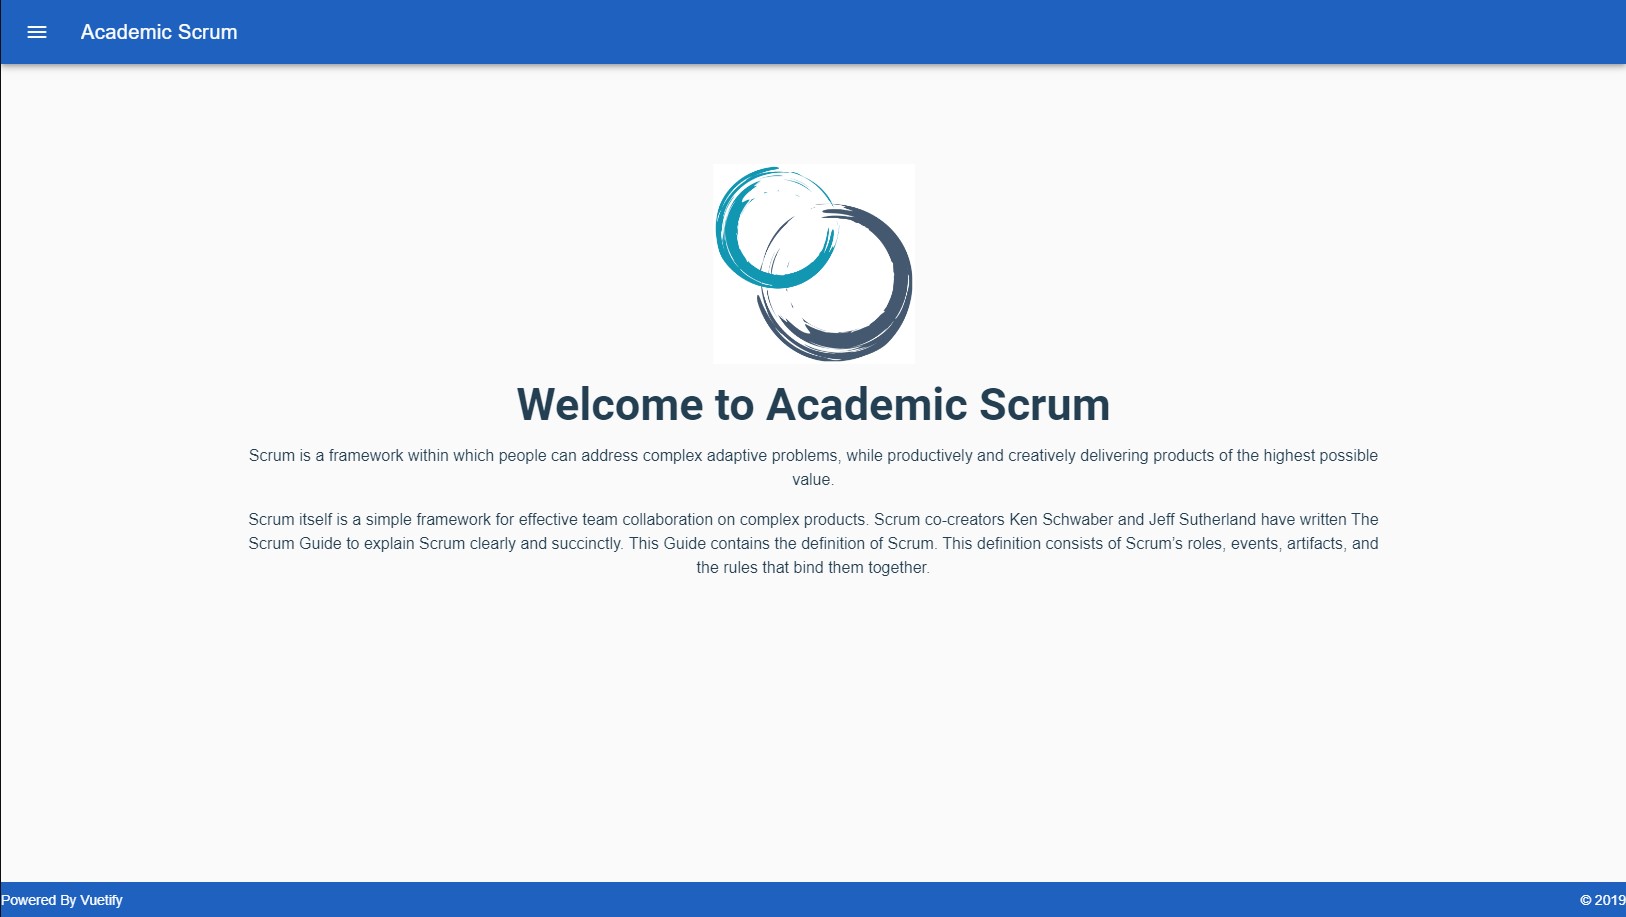 Academic Scrum
Welcome to Academic Scrum
Scrum is a framework within which people can address complex adaptive problems, while productively and creatively delivering products of the highest possible
value.
Scrum itself is a simple framework for effective team collaboration on complex products. Scrum co-creators Ken Schwaber and Jeff Sutherland have written The
Scrum Guide to explain Scrum clearly and succinctly. This Guide contains the definition of Scrum. This definition consists of Scrum’s roles, events, artifacts, and
the rules that bind them together.
Powered By Vuetify
© 2019